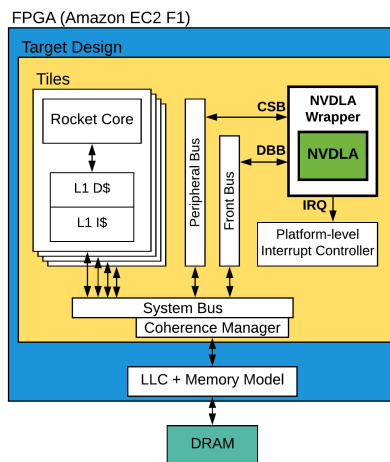 FPGA (Amazon EC2 F1)
Target Design
Tiles
Rocket Core
L1 D$
L1 I$
Peripheral Bus
Front Bus
CSB
DBB
NVDLA
Wrapper
NVDLA
IRQ
Platform-level
Interrupt Controller
System Bus
Coherence Manager
LLC + Memory Model
DRAM